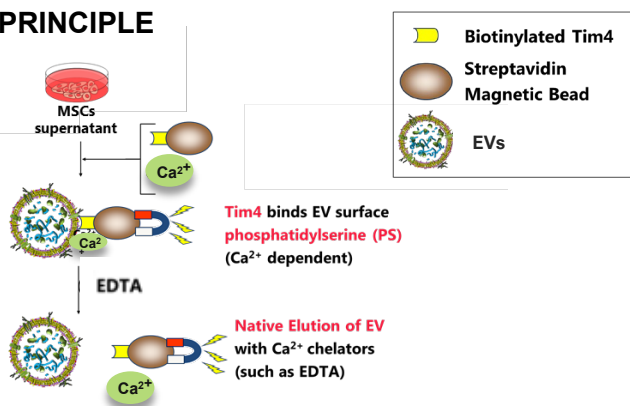 PRINCIPLE
Biotinylated Tim4
Streptavidin
Magnetic Bead
EVs
MSCs
supernatant
Ca²⁺
Tim4 binds EV surface
phosphatidylserine (PS)
(Ca²⁺ dependent)
Ca²
+
EDTA
Native Elution of EV
with Ca²⁺ chelators
(such as EDTA)
Ca²⁺